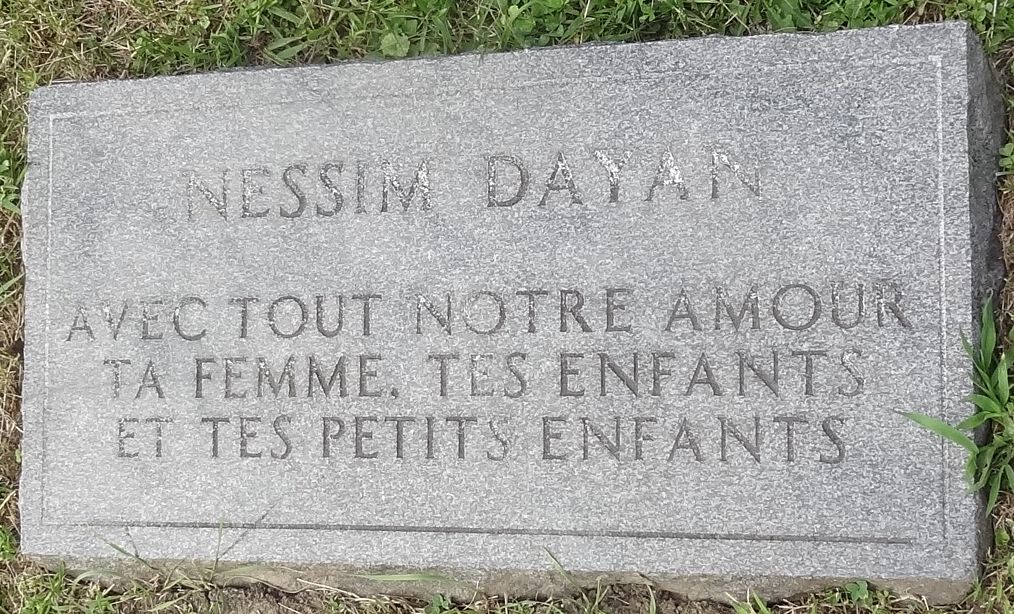 NESSIM DAYAN
AVEC TOUT NOTRE AMOUR
TA FEMME, TES ENFANTS
ET TES PETITS ENFANTS